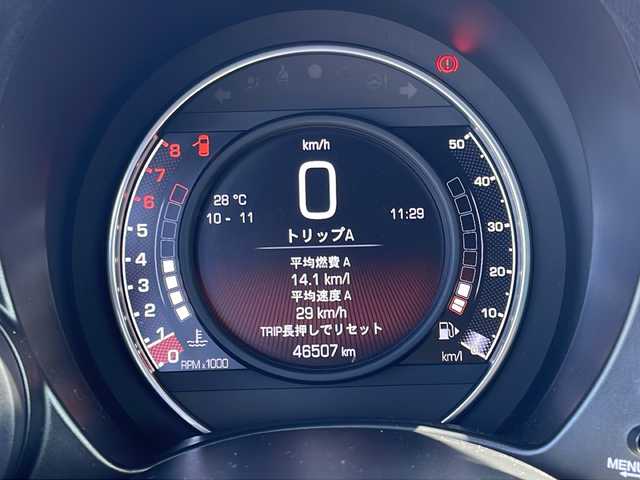 km/h
0
28 °C
10 - 11
11:29
トリップA
平均燃費 A
14.1 km/l
平均速度 A
29 km/h
TRIP長押しでリセット
46507 km
8
7
6
5
4
3
2
1
0
RPM x1000
50
40
30
20
10
0
km/l
MENU